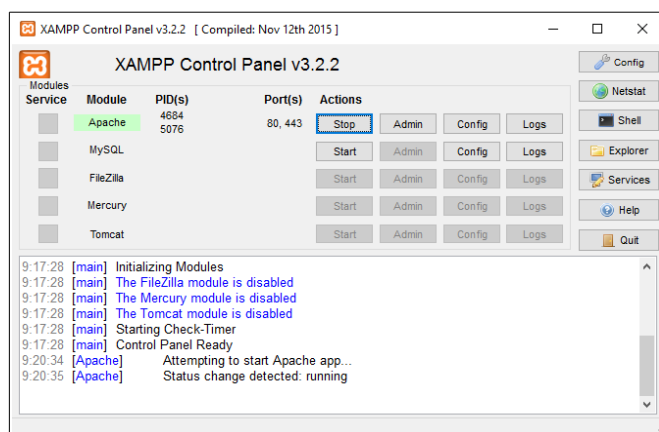 XAMPP Control Panel v3.2.2 [ Compiled: Nov 12th 2015 ]
XAMPP Control Panel v3.2.2
Config
Modules
Service Module PID(s) Port(s) Actions
Netstat
Apache 4684 5076 80, 443 Stop Admin Config Logs
Shell
MySQL Start Admin Config Logs
Explorer
FileZilla Start Admin Config Logs
Services
Mercury Start Admin Config Logs
Help
Tomcat Start Admin Config Logs
Quit
9:17:28 [main] Initializing Modules
9:17:28 [main] The FileZilla module is disabled
9:17:28 [main] The Mercury module is disabled
9:17:28 [main] The Tomcat module is disabled
9:17:28 [main] Starting Check-Timer
9:17:28 [main] Control Panel Ready
9:20:34 [Apache] Attempting to start Apache app...
9:20:35 [Apache] Status change detected: running